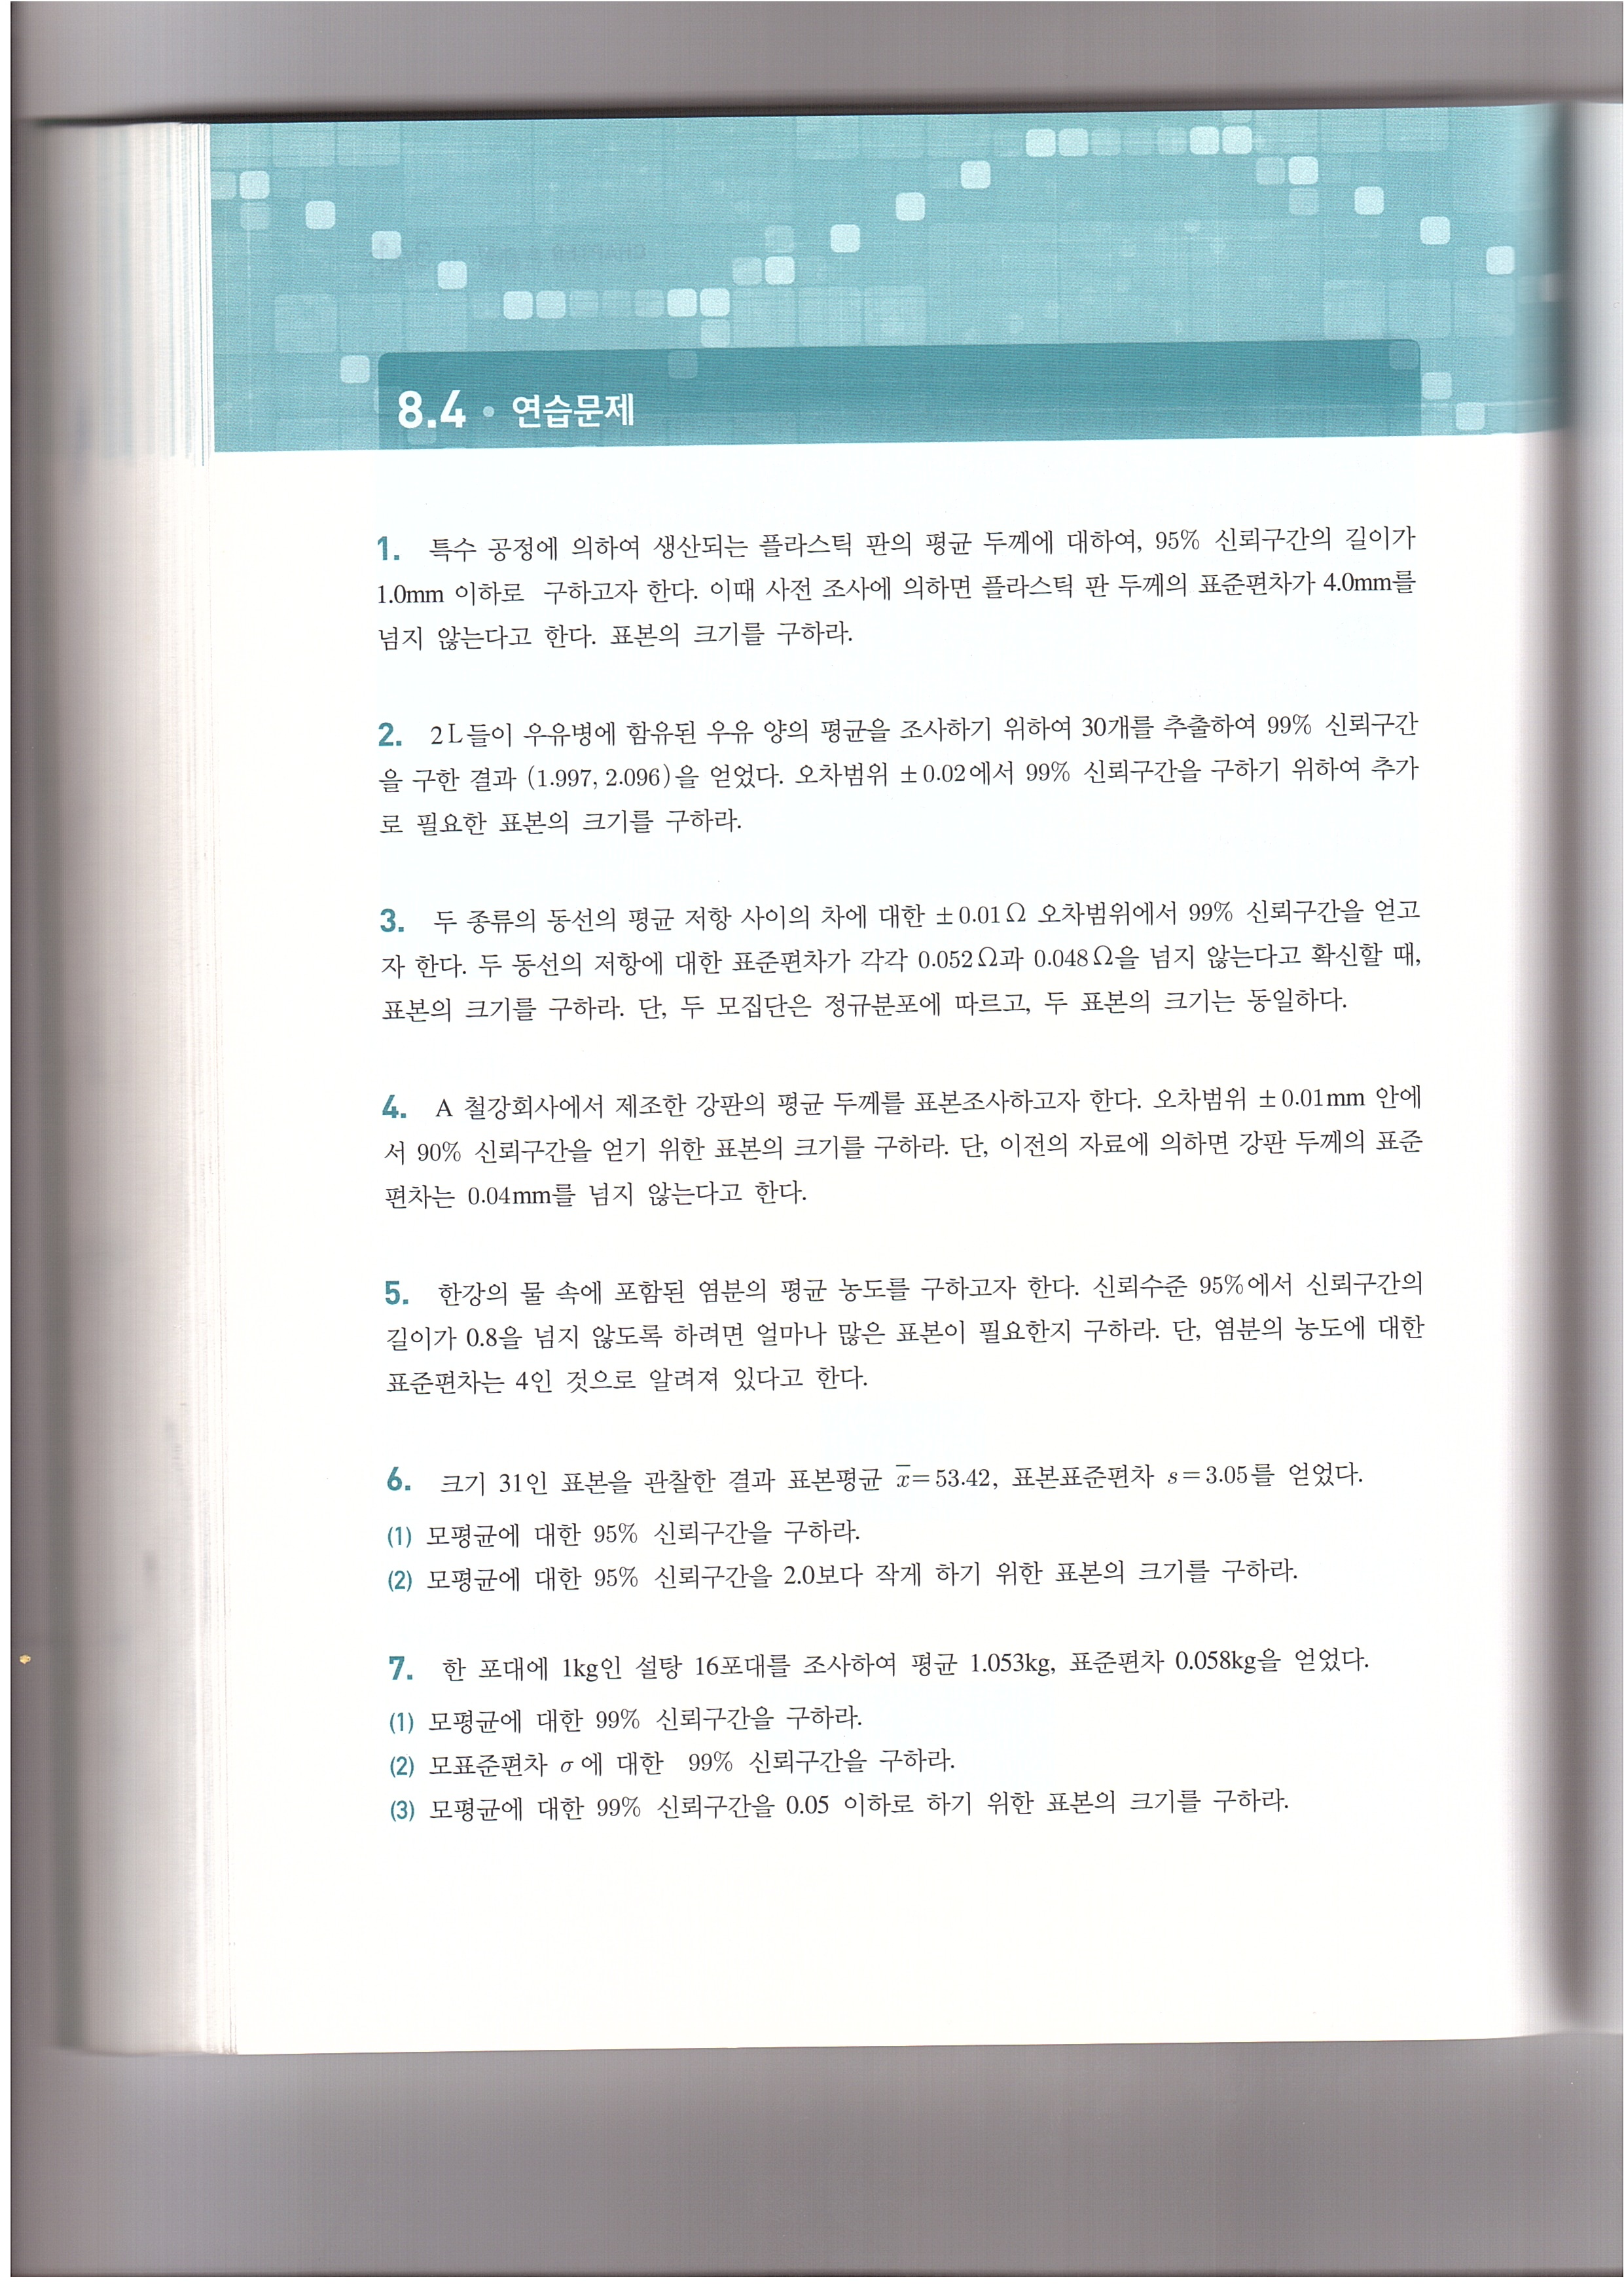 8.4 • 연습문제
1. 특수 공정에 의하여 생산되는 플라스틱 판의 평균 두께에 대하여, 95% 신뢰구간의 길이가
1.0mm 이하로 구하고자 한다. 이때 사전 조사에 의하면 플라스틱 판 두께의 표준편차가 4.0mm를
넘지 않는다고 한다. 표본의 크기를 구하라.
2. 2L들이 우유병에 함유된 우유 양의 평균을 조사하기 위하여 30개를 추출하여 99% 신뢰구간
을 구한 결과 (1.997, 2.096)을 얻었다. 오차범위 ±0.02에서 99% 신뢰구간을 구하기 위하여 추가
로 필요한 표본의 크기를 구하라.
3. 두 종류의 동선의 평균 저항 사이의 차에 대한 ±0.01Ω 오차범위에서 99% 신뢰구간을 얻고
자 한다. 두 동선의 저항에 대한 표준편차가 각각 0.052Ω과 0.048Ω을 넘지 않는다고 확신할 때,
표본의 크기를 구하라. 단, 두 모집단은 정규분포에 따르고, 두 표본의 크기는 동일하다.
4. A 철강회사에서 제조한 강판의 평균 두께를 표본조사하고자 한다. 오차범위 ±0.01mm 안에
서 90% 신뢰구간을 얻기 위한 표본의 크기를 구하라. 단, 이전의 자료에 의하면 강판 두께의 표준
편차는 0.04mm를 넘지 않는다고 한다.
5. 한강의 물 속에 포함된 염분의 평균 농도를 구하고자 한다. 신뢰수준 95%에서 신뢰구간의
길이가 0.8을 넘지 않도록 하려면 얼마나 많은 표본이 필요한지 구하라. 단, 염분의 농도에 대한
표준편차는 4인 것으로 알려져 있다고 한다.
6. 크기 31인 표본을 관찰한 결과 표본평균 x̄=53.42, 표본표준편차 s=3.05를 얻었다.
(1) 모평균에 대한 95% 신뢰구간을 구하라.
(2) 모평균에 대한 95% 신뢰구간을 2.0보다 작게 하기 위한 표본의 크기를 구하라.
7. 한 포대에 1kg인 설탕 16포대를 조사하여 평균 1.053kg, 표준편차 0.058kg을 얻었다.
(1) 모평균에 대한 99% 신뢰구간을 구하라.
(2) 모표준편차 σ에 대한 99% 신뢰구간을 구하라.
(3) 모평균에 대한 99% 신뢰구간을 0.05 이하로 하기 위한 표본의 크기를 구하라.